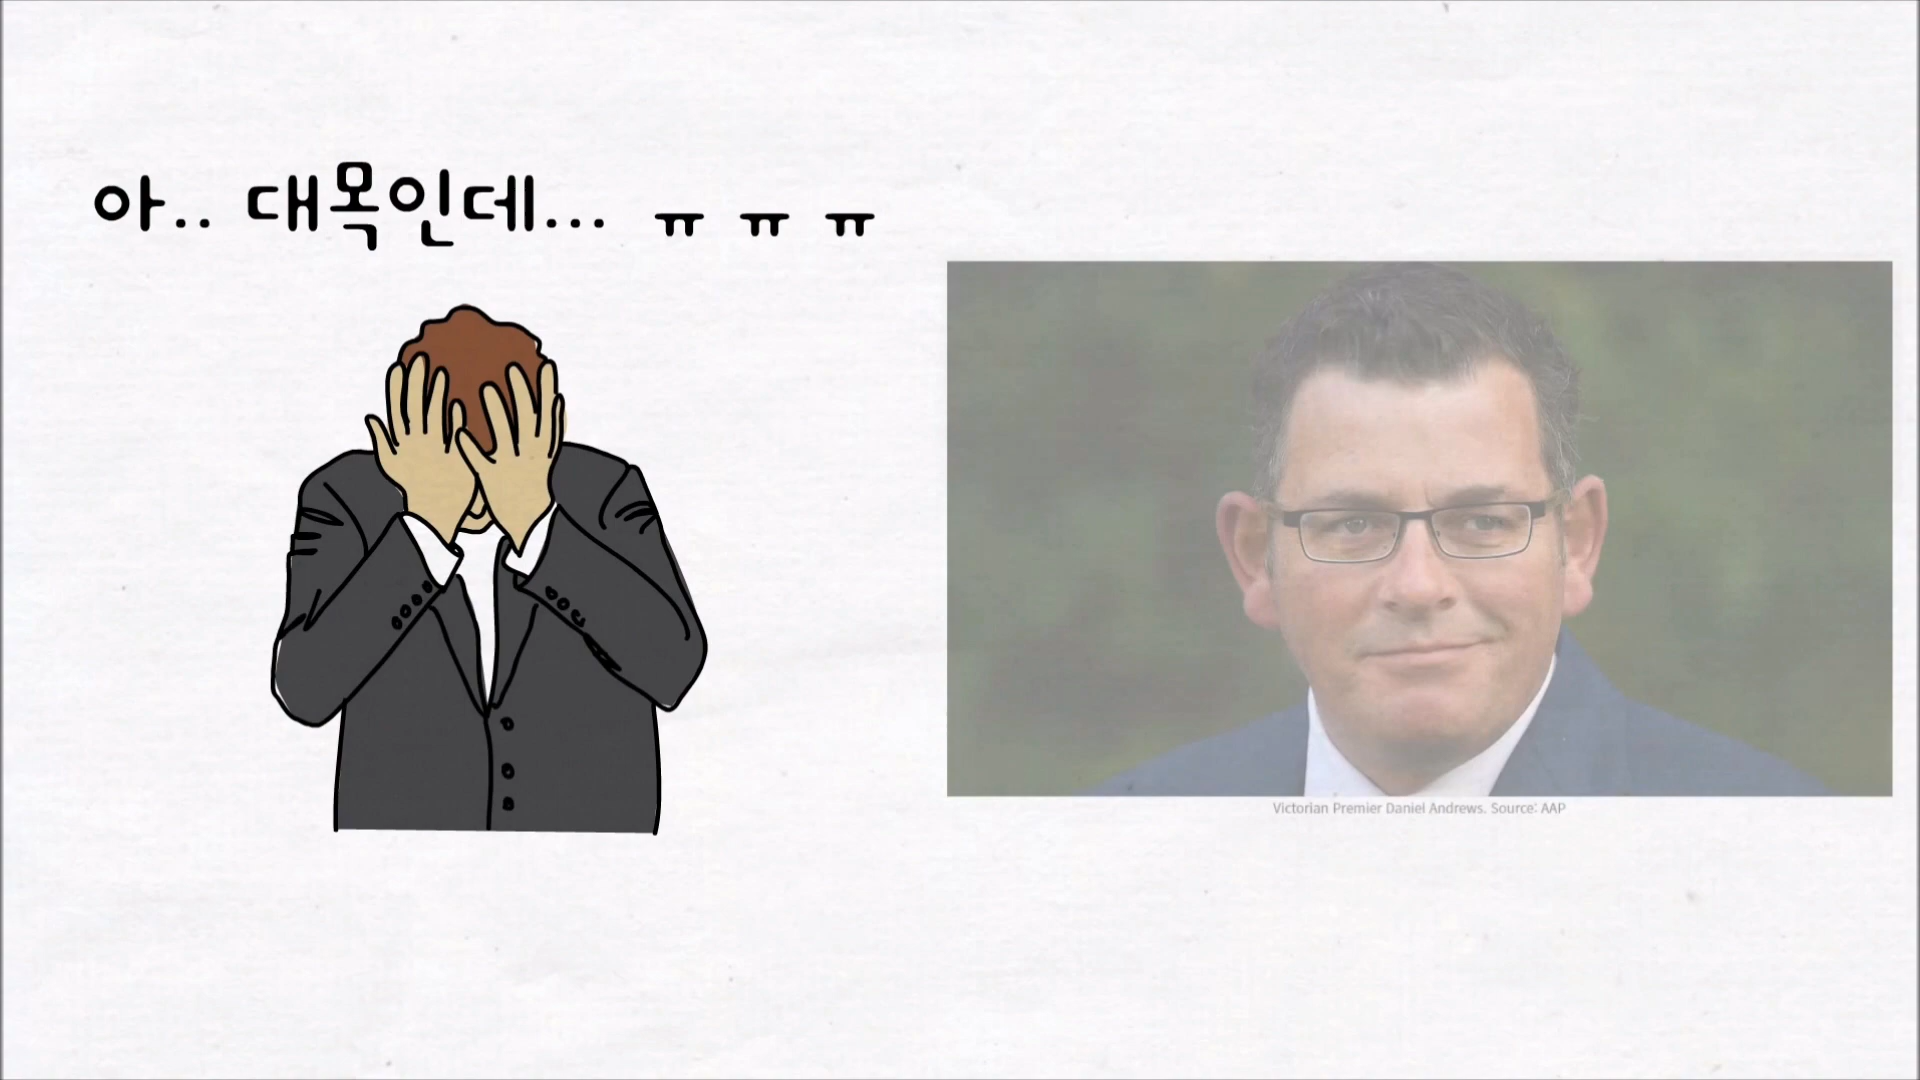 아.. 대목인데... ㅠㅠㅠ
Victorian Premier Daniel Andrews. Source: AAP